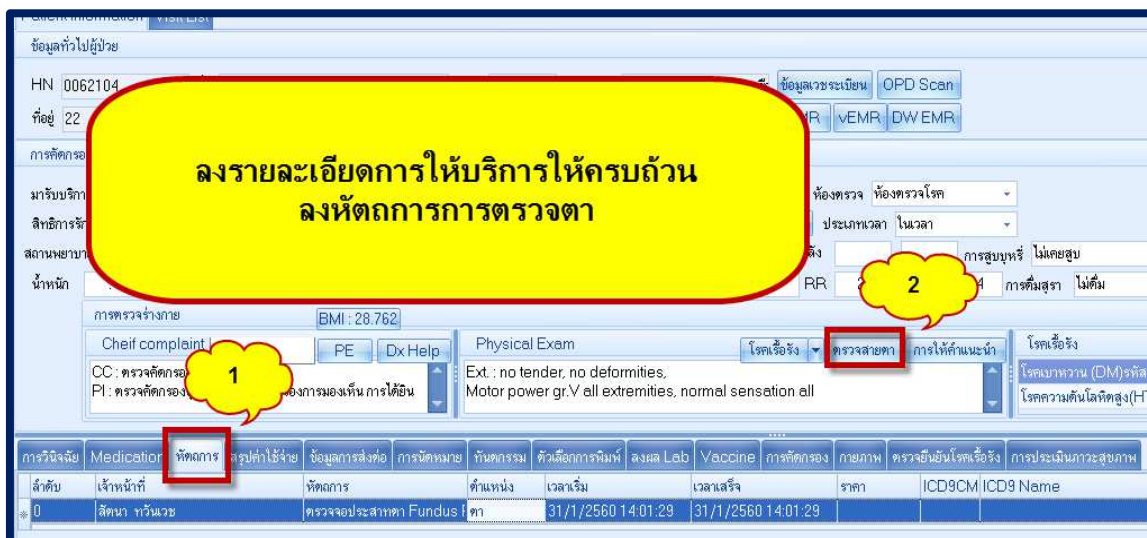 Visit List
ข้อมูลทั่วไปผู้ป่วย
HN 0062104 ข้อมูลเวชระเบียน OPD Scan
ที่อยู่ 22 vEMR DW EMR
ลงรายละเอียดการให้บริการให้ครบถ้วน
ลงหัตถการการตรวจตา
ห้องตรวจ ห้องตรวจโรค
ประเภทเวลา ในเวลา
การสูบบุหรี่ ไม่เคยสูบ
น้ำหนัก RR 2 การดื่มสุรา ไม่ดื่ม
การตรวจร่างกาย BMI : 28.762
Cheif complaint PE Dx Help Physical Exam โรคเรื้อรัง ตรวจสายตา การให้คำแนะนำ โรคเรื้อรัง
1
CC : ตรวจคัดกรอง Ext. : no tender, no deformities, โรคเบาหวาน (DM)รหัส
PI : ตรวจคัดกรอง องการมองเห็น การได้ยิน Motor power gr.V all extremities, normal sensation all โรคความดันโลหิตสูง(HT
การวินิจฉัย Medication หัตถการ สรุปค่าใช้จ่าย ข้อมูลการส่งต่อ การนัดหมาย ทันตกรรม ตัวเลือกการพิมพ์ ลงผล Lab Vaccine การคัดกรอง กายภาพ ตรวจยืนยันโรคเรื้อรัง การประเมินภาวะสุขภาพ
ลำดับ เจ้าหน้าที่ หัตถการ ตำแหน่ง เวลาเริ่ม เวลาเสร็จ ราคา ICD9CM ICD9 Name
0 ลัตนา ทวันเวช ตรวจจอประสาทตา Fundus ตา 31/1/2560 14:01:29 31/1/2560 14:01:29